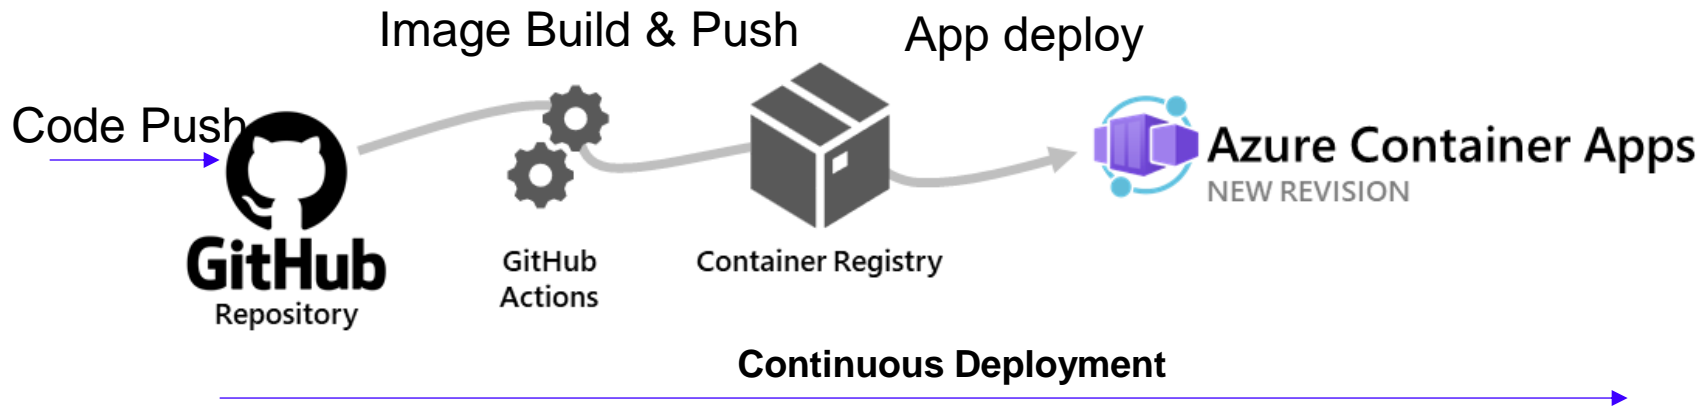 Image Build & Push
App deploy
Code Push
GitHub
Repository
GitHub
Actions
Container Registry
Azure Container Apps
NEW REVISION
Continuous Deployment